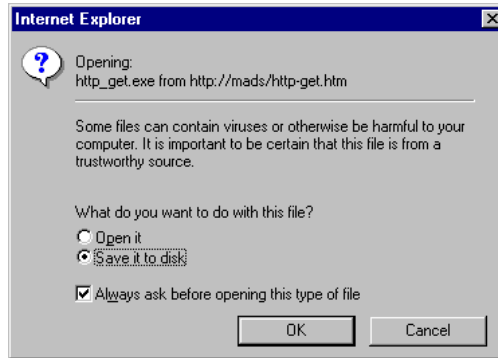 Internet Explorer
Opening:
http_get.exe from http://mads/http-get.htm
Some files can contain viruses or otherwise be harmful to your
computer. It is important to be certain that this file is from a
trustworthy source.
What do you want to do with this file?
Open it
Save it to disk
Always ask before opening this type of file
OK
Cancel